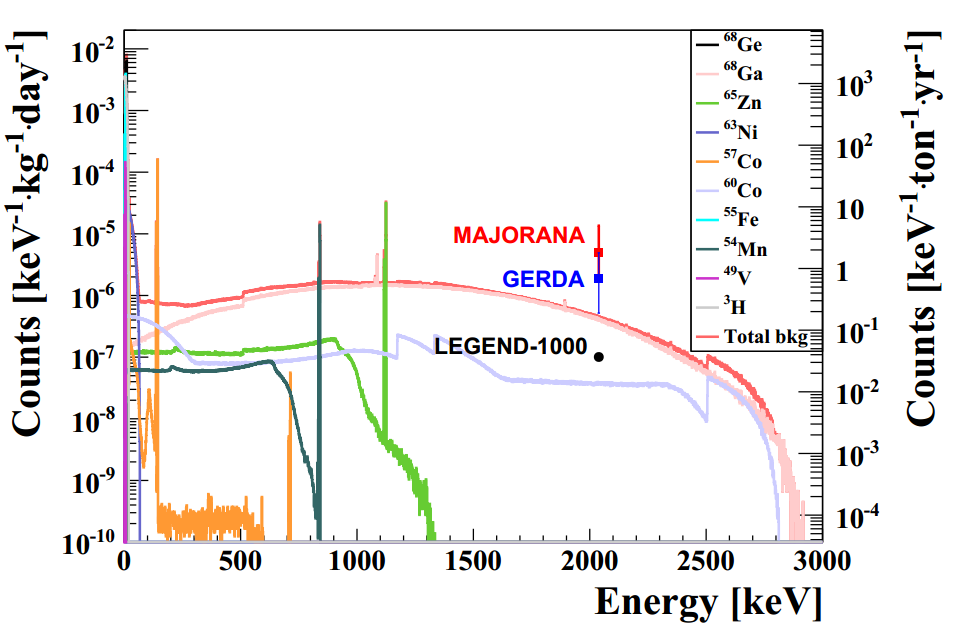 Counts [keV⁻¹·kg⁻¹·day⁻¹]
10⁻²
10⁻³
10⁻⁴
10⁻⁵
10⁻⁶
10⁻⁷
10⁻⁸
10⁻⁹
10⁻¹⁰
MAJORANA
GERDA
LEGEND-1000
⁶⁸Ge
⁶⁸Ga
⁶⁵Zn
⁶³Ni
⁵⁷Co
⁶⁰Co
⁵⁵Fe
⁵⁴Mn
⁴⁹V
³H
Total bkg
10³
10²
10
1
10⁻¹
10⁻²
10⁻³
10⁻⁴
Counts [keV⁻¹·ton⁻¹·yr⁻¹]
0 500 1000 1500 2000 2500 3000
Energy [keV]